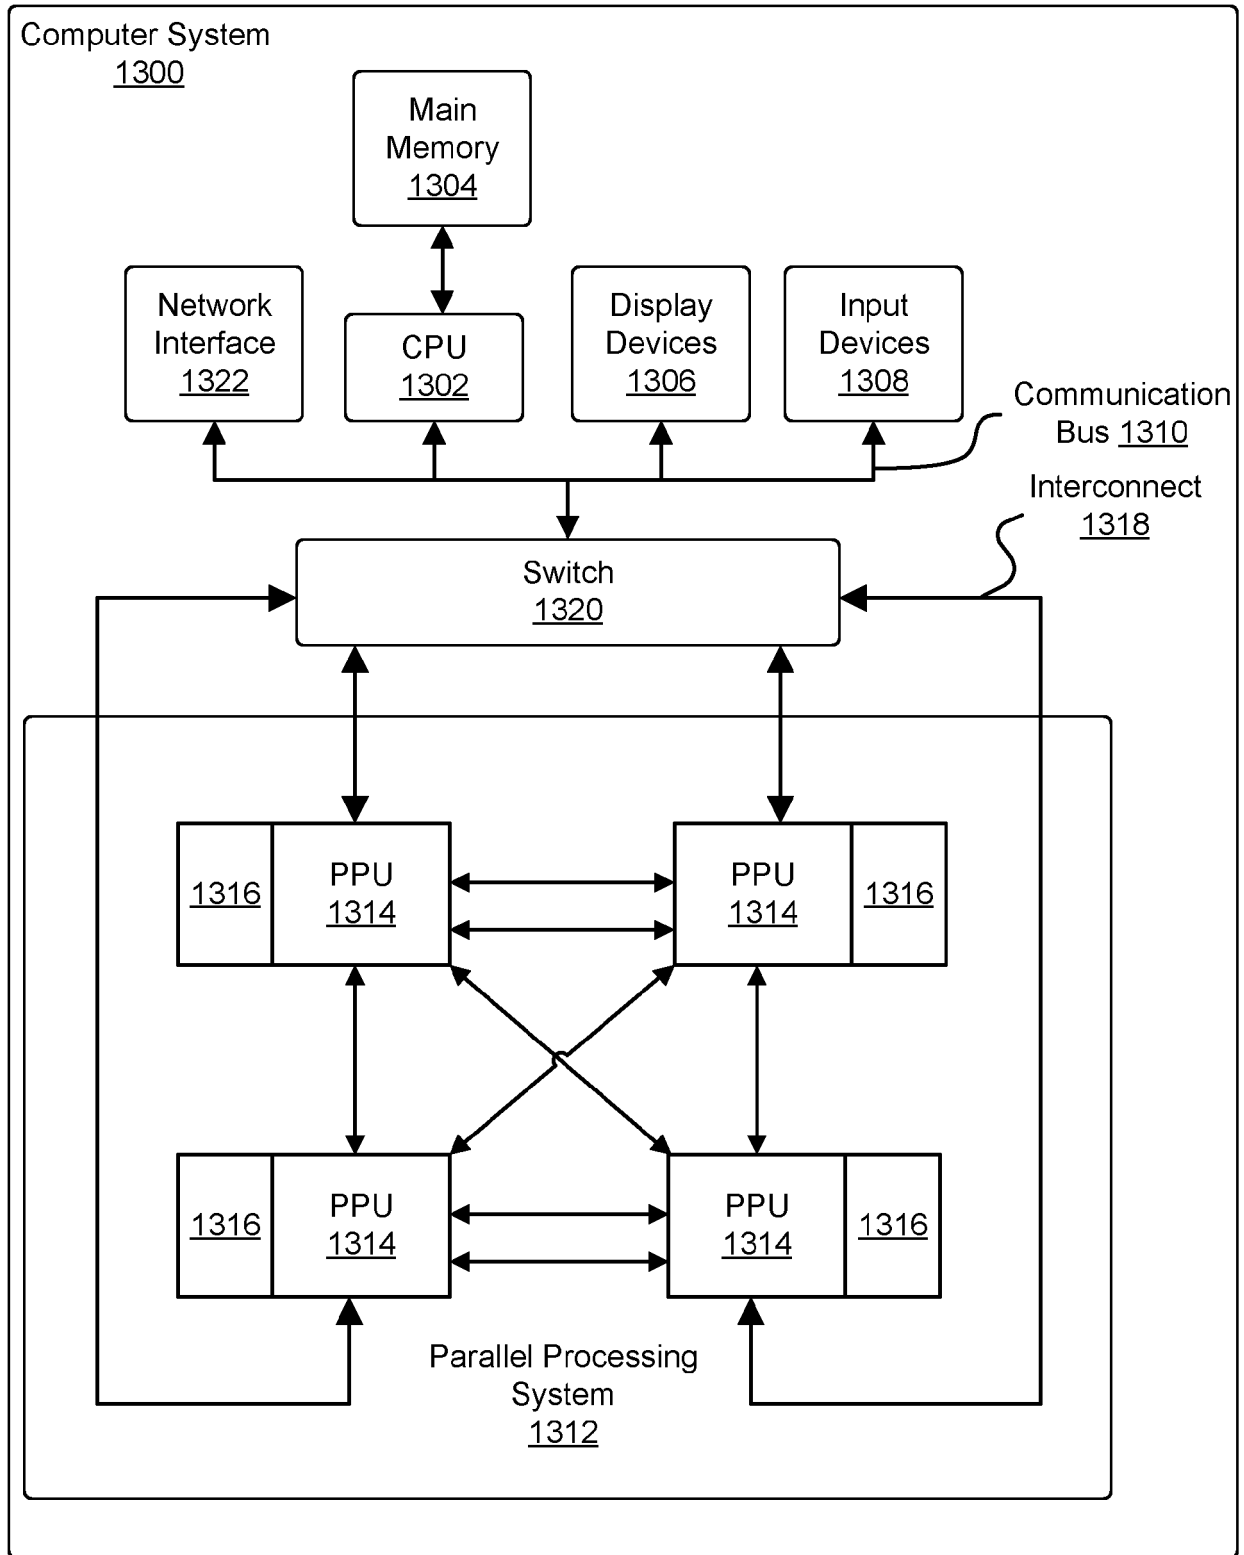 Computer System
1300
Main
Memory
1304
Network
Interface
1322
CPU
1302
Display
Devices
1306
Input
Devices
1308
Communication
Bus 1310
Interconnect
1318
Switch
1320
1316
PPU
1314
PPU
1314
1316
1316
PPU
1314
PPU
1314
1316
Parallel Processing
System
1312